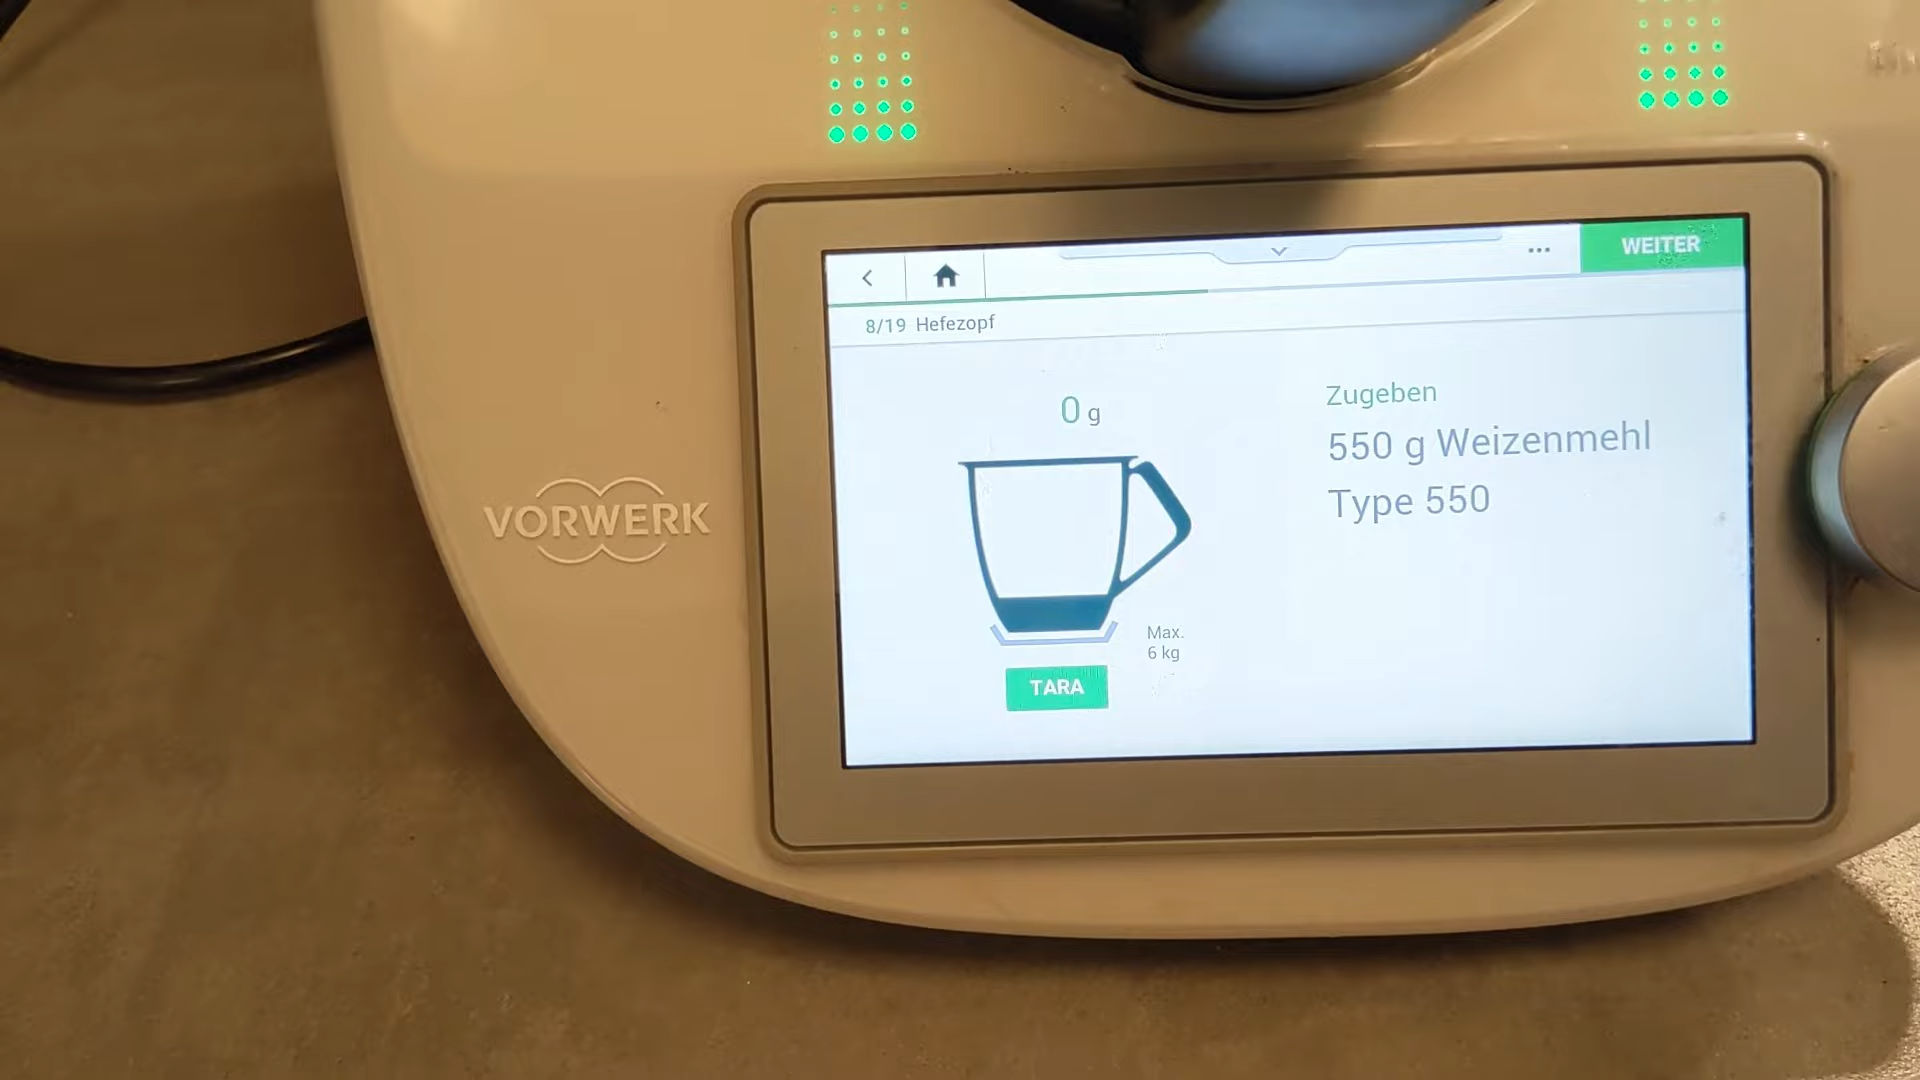 WEITER
8/19 Hefezopf
0 g
Zugeben
550 g Weizenmehl
Type 550
VORWERK
Max.
6 kg
TARA